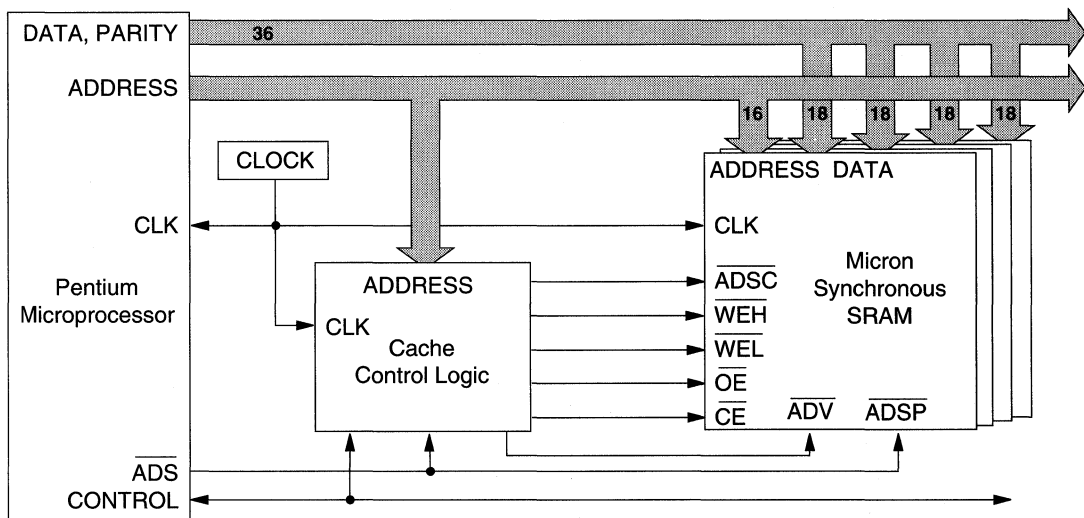 DATA, PARITY
36
ADDRESS
16
18
18
18
18
CLOCK
ADDRESS DATA
CLK
CLK
Pentium
Microprocessor
ADDRESS
CLK
Cache
Control Logic
ADSC
WEH
WEL
OE
CE
Micron
Synchronous
SRAM
ADV
ADSP
ADS
CONTROL